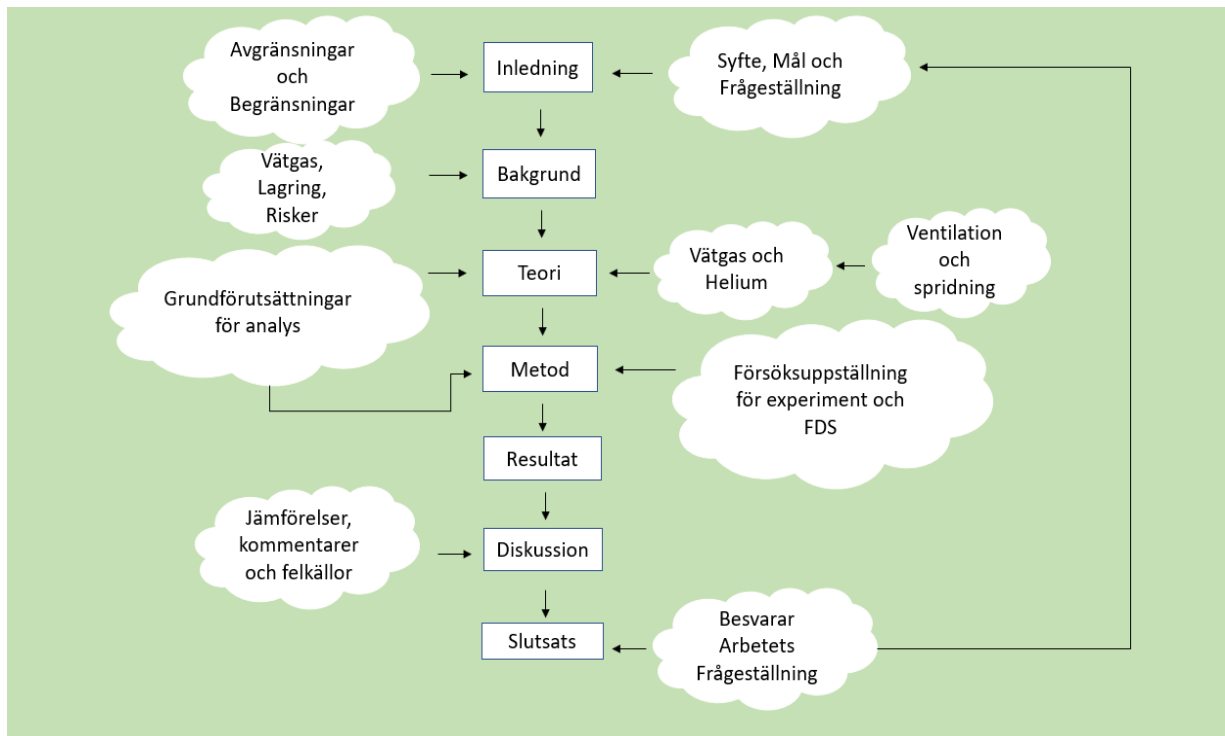 Avgränsningar
och
Begränsningar
Inledning
Syfte, Mål och
Frågeställning
Vätgas,
Lagring,
Risker
Bakgrund
Grundförutsättningar
för analys
Teori
Vätgas och
Helium
Ventilation
och
spridning
Metod
Försöksuppställning
för experiment och
FDS
Resultat
Jämförelser,
kommentarer
och felkällor
Diskussion
Slutsats
Besvarar
Arbetets
Frågeställning